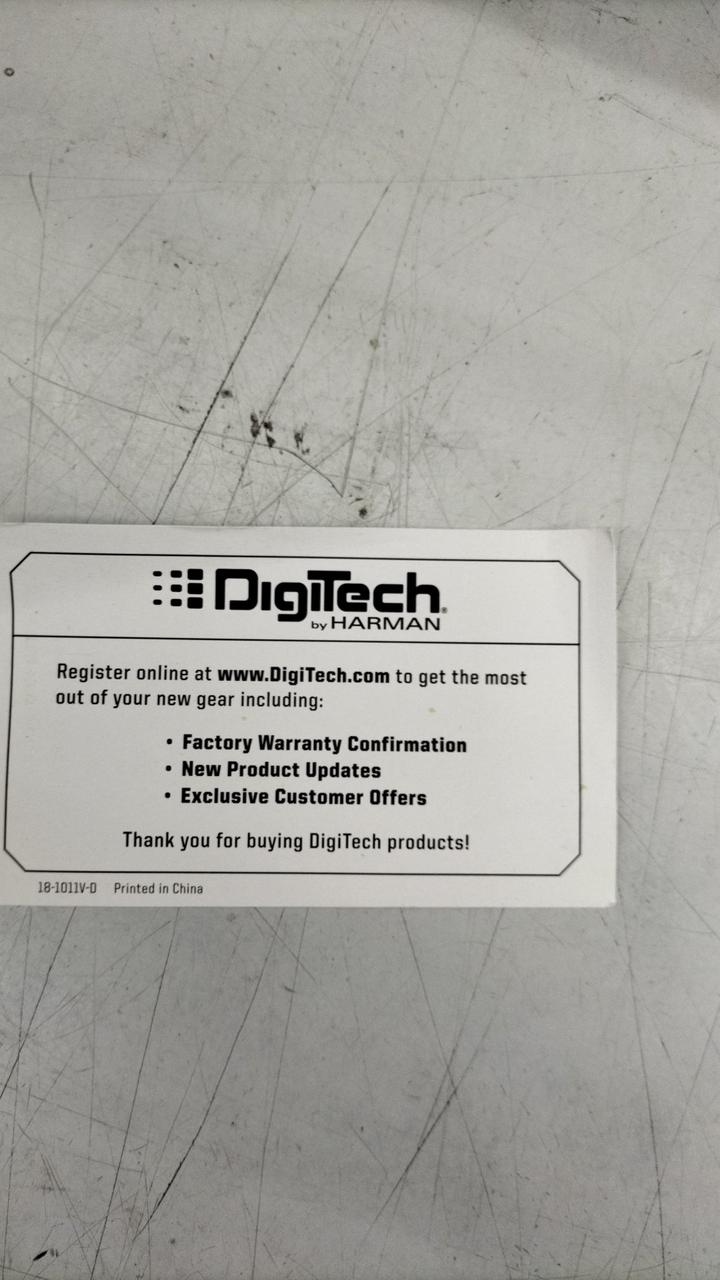 DigiTech®
by HARMAN
Register online at www.DigiTech.com to get the most
out of your new gear including:
• Factory Warranty Confirmation
• New Product Updates
• Exclusive Customer Offers
Thank you for buying DigiTech products!
18-1011V-D Printed in China